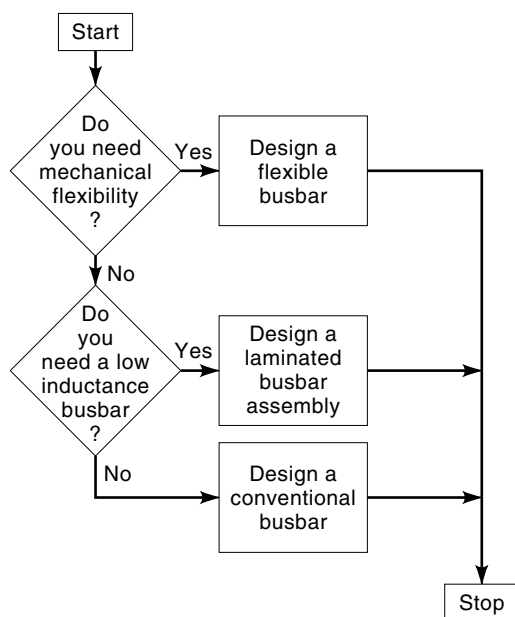 Start
Do
you need
mechanical
flexibility
?
Yes
Design a
flexible
busbar
No
Do
you
need a low
inductance
busbar
?
Yes
Design a
laminated
busbar
assembly
No
Design a
conventional
busbar
Stop